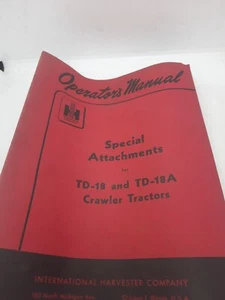 Operator's Manual
IH
Special
Attachments
for
TD-18 and TD-18A
Crawler Tractors
INTERNATIONAL HARVESTER COMPANY